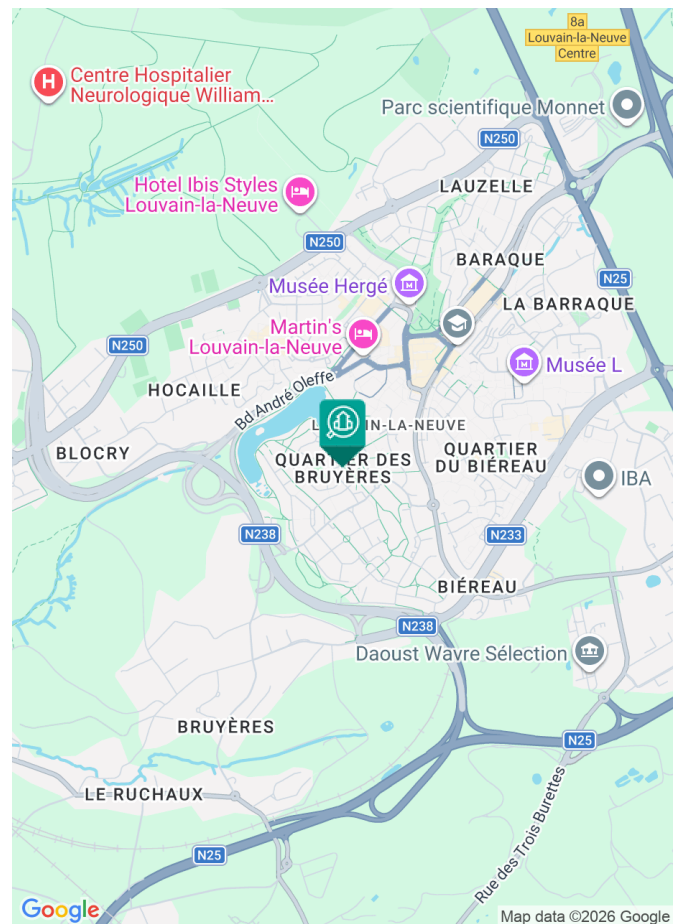 8a
Louvain-la-Neuve
Centre
Centre Hospitalier
Neurologique William...
H
Parc scientifique Monnet
N250
Hotel Ibis Styles
Louvain-la-Neuve
LAUZELLE
N250
BARAQUE
N25
Musée Hergé
LA BARRAQUE
Martin's
Louvain-la-Neuve
N250
Musée L
HOCAILLE
Bd André Oleffe
IN-LA-NEUVE
BLOCRY
QUARTIER DES
BRUYÈRES
QUARTIER
DU BIÉREAU
IBA
N238
N233
BIÉREAU
N238
Daoust Wavre Sélection
BRUYÈRES
N25
LE RUCHAUX
Rue des Trois Burettes
N25
Google
Map data ©2026 Google